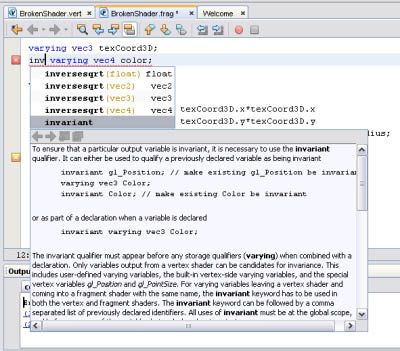 BrokenShader.vert
BrokenShader.frag *
Welcome
varying vec3 texCoord3D;
inv varying vec4 color;
inversesqrt(float) float
inversesqrt(vec2) vec2
inversesqrt(vec3) vec3
inversesqrt(vec4) vec4
texCoord3D.x*texCoord3D.x
invariant
texCoord3D.y*texCoord3D.y
ius;
To ensure that a particular output variable is invariant, it is necessary to use the invariant
qualifier. It can either be used to qualify a previously declared variable as being invariant
invariant gl_Position; // make existing gl_Position be invarian
varying vec3 Color;
invariant Color; // make existing Color be invariant
or as part of a declaration when a variable is declared
invariant varying vec3 Color;
The invariant qualifier must appear before any storage qualifiers (varying) when combined with a
declaration. Only variables output from a vertex shader can be candidates for invariance. This
includes user-defined varying variables, the built-in vertex-side varying variables, and the special
vertex variables gl_Position and gl_PointSize. For varying variables leaving a vertex shader and
coming into a fragment shader with the same name, the invariant keyword has to be used in
both the vertex and fragment shaders. The invariant keyword can be followed by a comma
separated list of previously declared identifiers. All uses of invariant must be at the global scope,
12:
Outpu